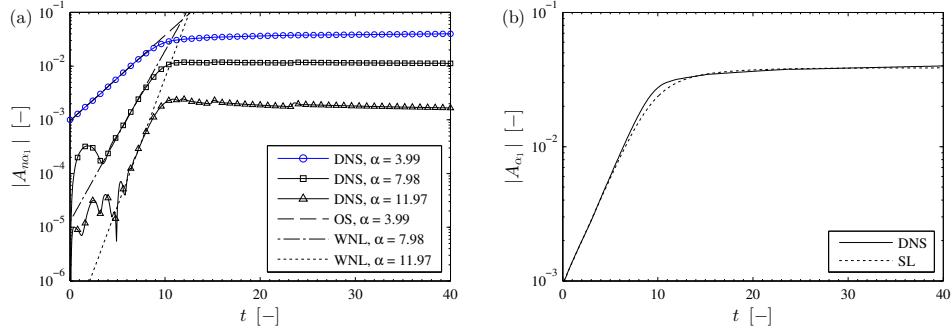 (a)
10^{-1}
10^{-2}
10^{-3}
10^{-4}
10^{-5}
10^{-6}
|A_{nα_1}| [−]
DNS, α = 3.99
DNS, α = 7.98
DNS, α = 11.97
OS, α = 3.99
WNL, α = 7.98
WNL, α = 11.97
0 10 20 30 40
t [−]
(b)
10^{-1}
10^{-2}
10^{-3}
|A_{α_1}| [−]
DNS
SL
0 10 20 30 40
t [−]